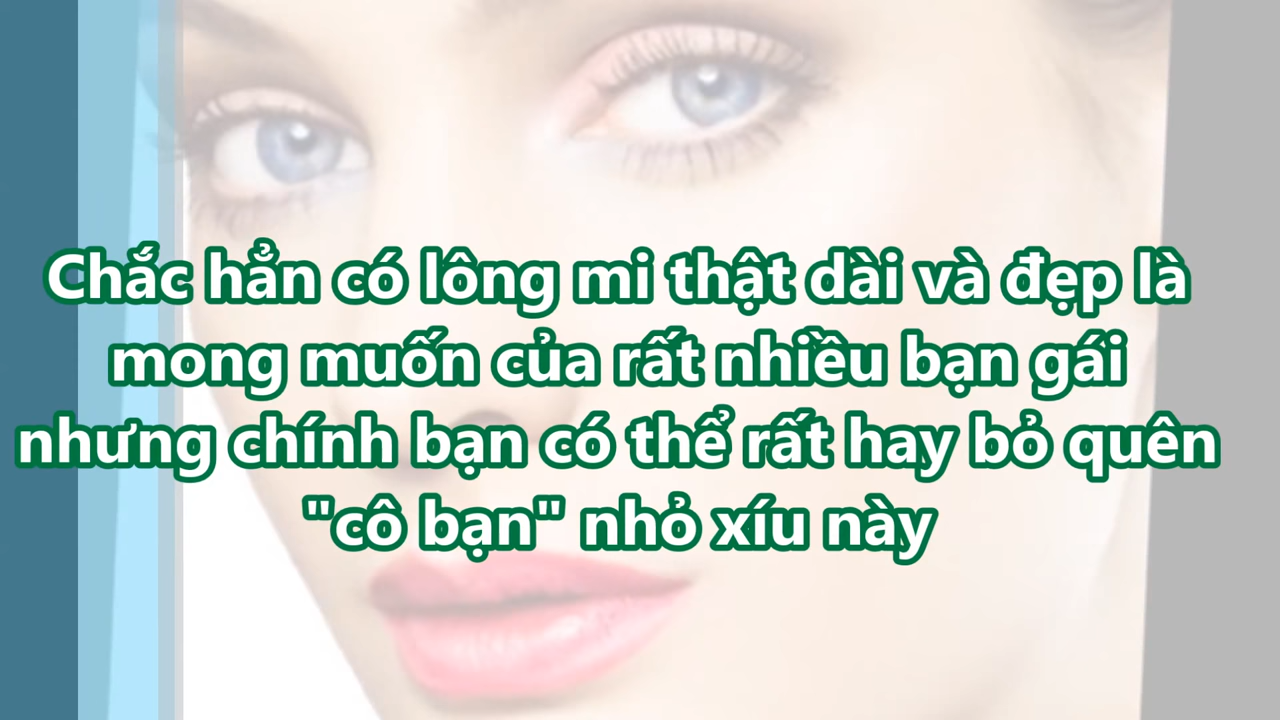 Chắc hẳn có lông mi thật dài và đẹp là
mong muốn của rất nhiều bạn gái
nhưng chính bạn có thể rất hay bỏ quên
"cô bạn" nhỏ xíu này